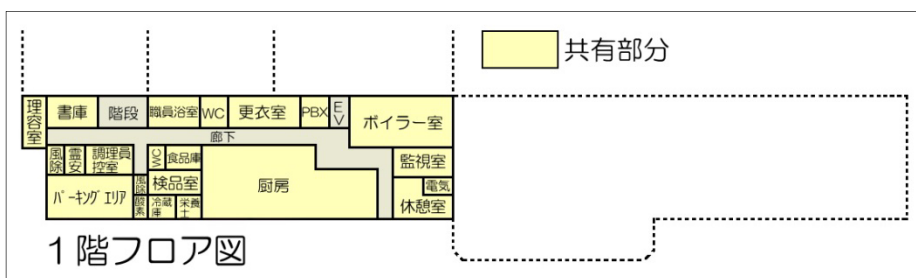 共有部分
理容室
書庫
階段
職員浴室
WC
更衣室
PBX
EV
ボイラー室
廊下
風除
霊安
調理員
控室
WC
食品庫
厨房
監視室
パーキングエリア
風除
検品室
電気
酸素
冷蔵庫
栄養士
休憩室
1階フロア図